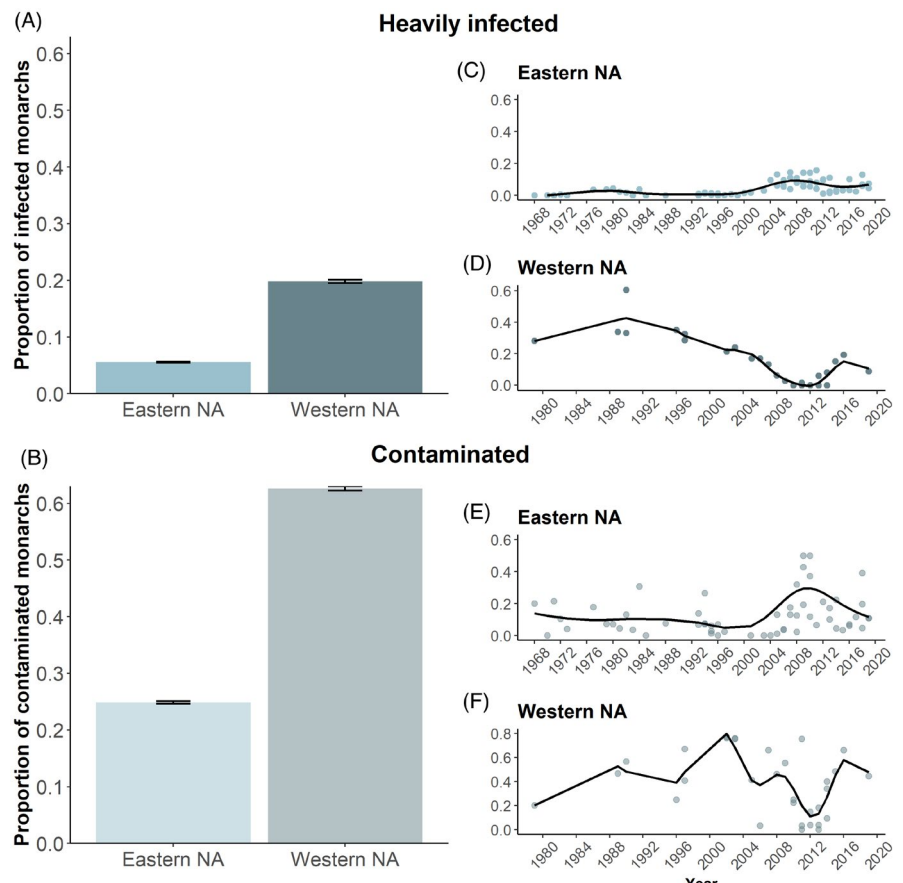 (A)
Heavily infected
Proportion of infected monarchs
0.6
0.5
0.4
0.3
0.2
0.1
0.0
Eastern NA Western NA
(C)
Eastern NA
0.6
0.4
0.2
0.0
1968 1972 1976 1980 1984 1988 1992 1996 2000 2004 2008 2012 2016 2020
(D)
Western NA
0.6
0.4
0.2
0.0
1980 1984 1989 1992 1996 2000 2004 2008 2012 2016 2020
(B)
Contaminated
Proportion of contaminated monarchs
0.6
0.5
0.4
0.3
0.2
0.1
0.0
Eastern NA Western NA
(E)
Eastern NA
0.6
0.4
0.2
0.0
1968 1972 1976 1980 1984 1988 1992 1996 2000 2004 2008 2012 2016 2020
(F)
Western NA
0.8
0.6
0.4
0.2
0.0
1980 1984 1989 1992 1996 2000 2004 2008 2012 2016 2020
Year